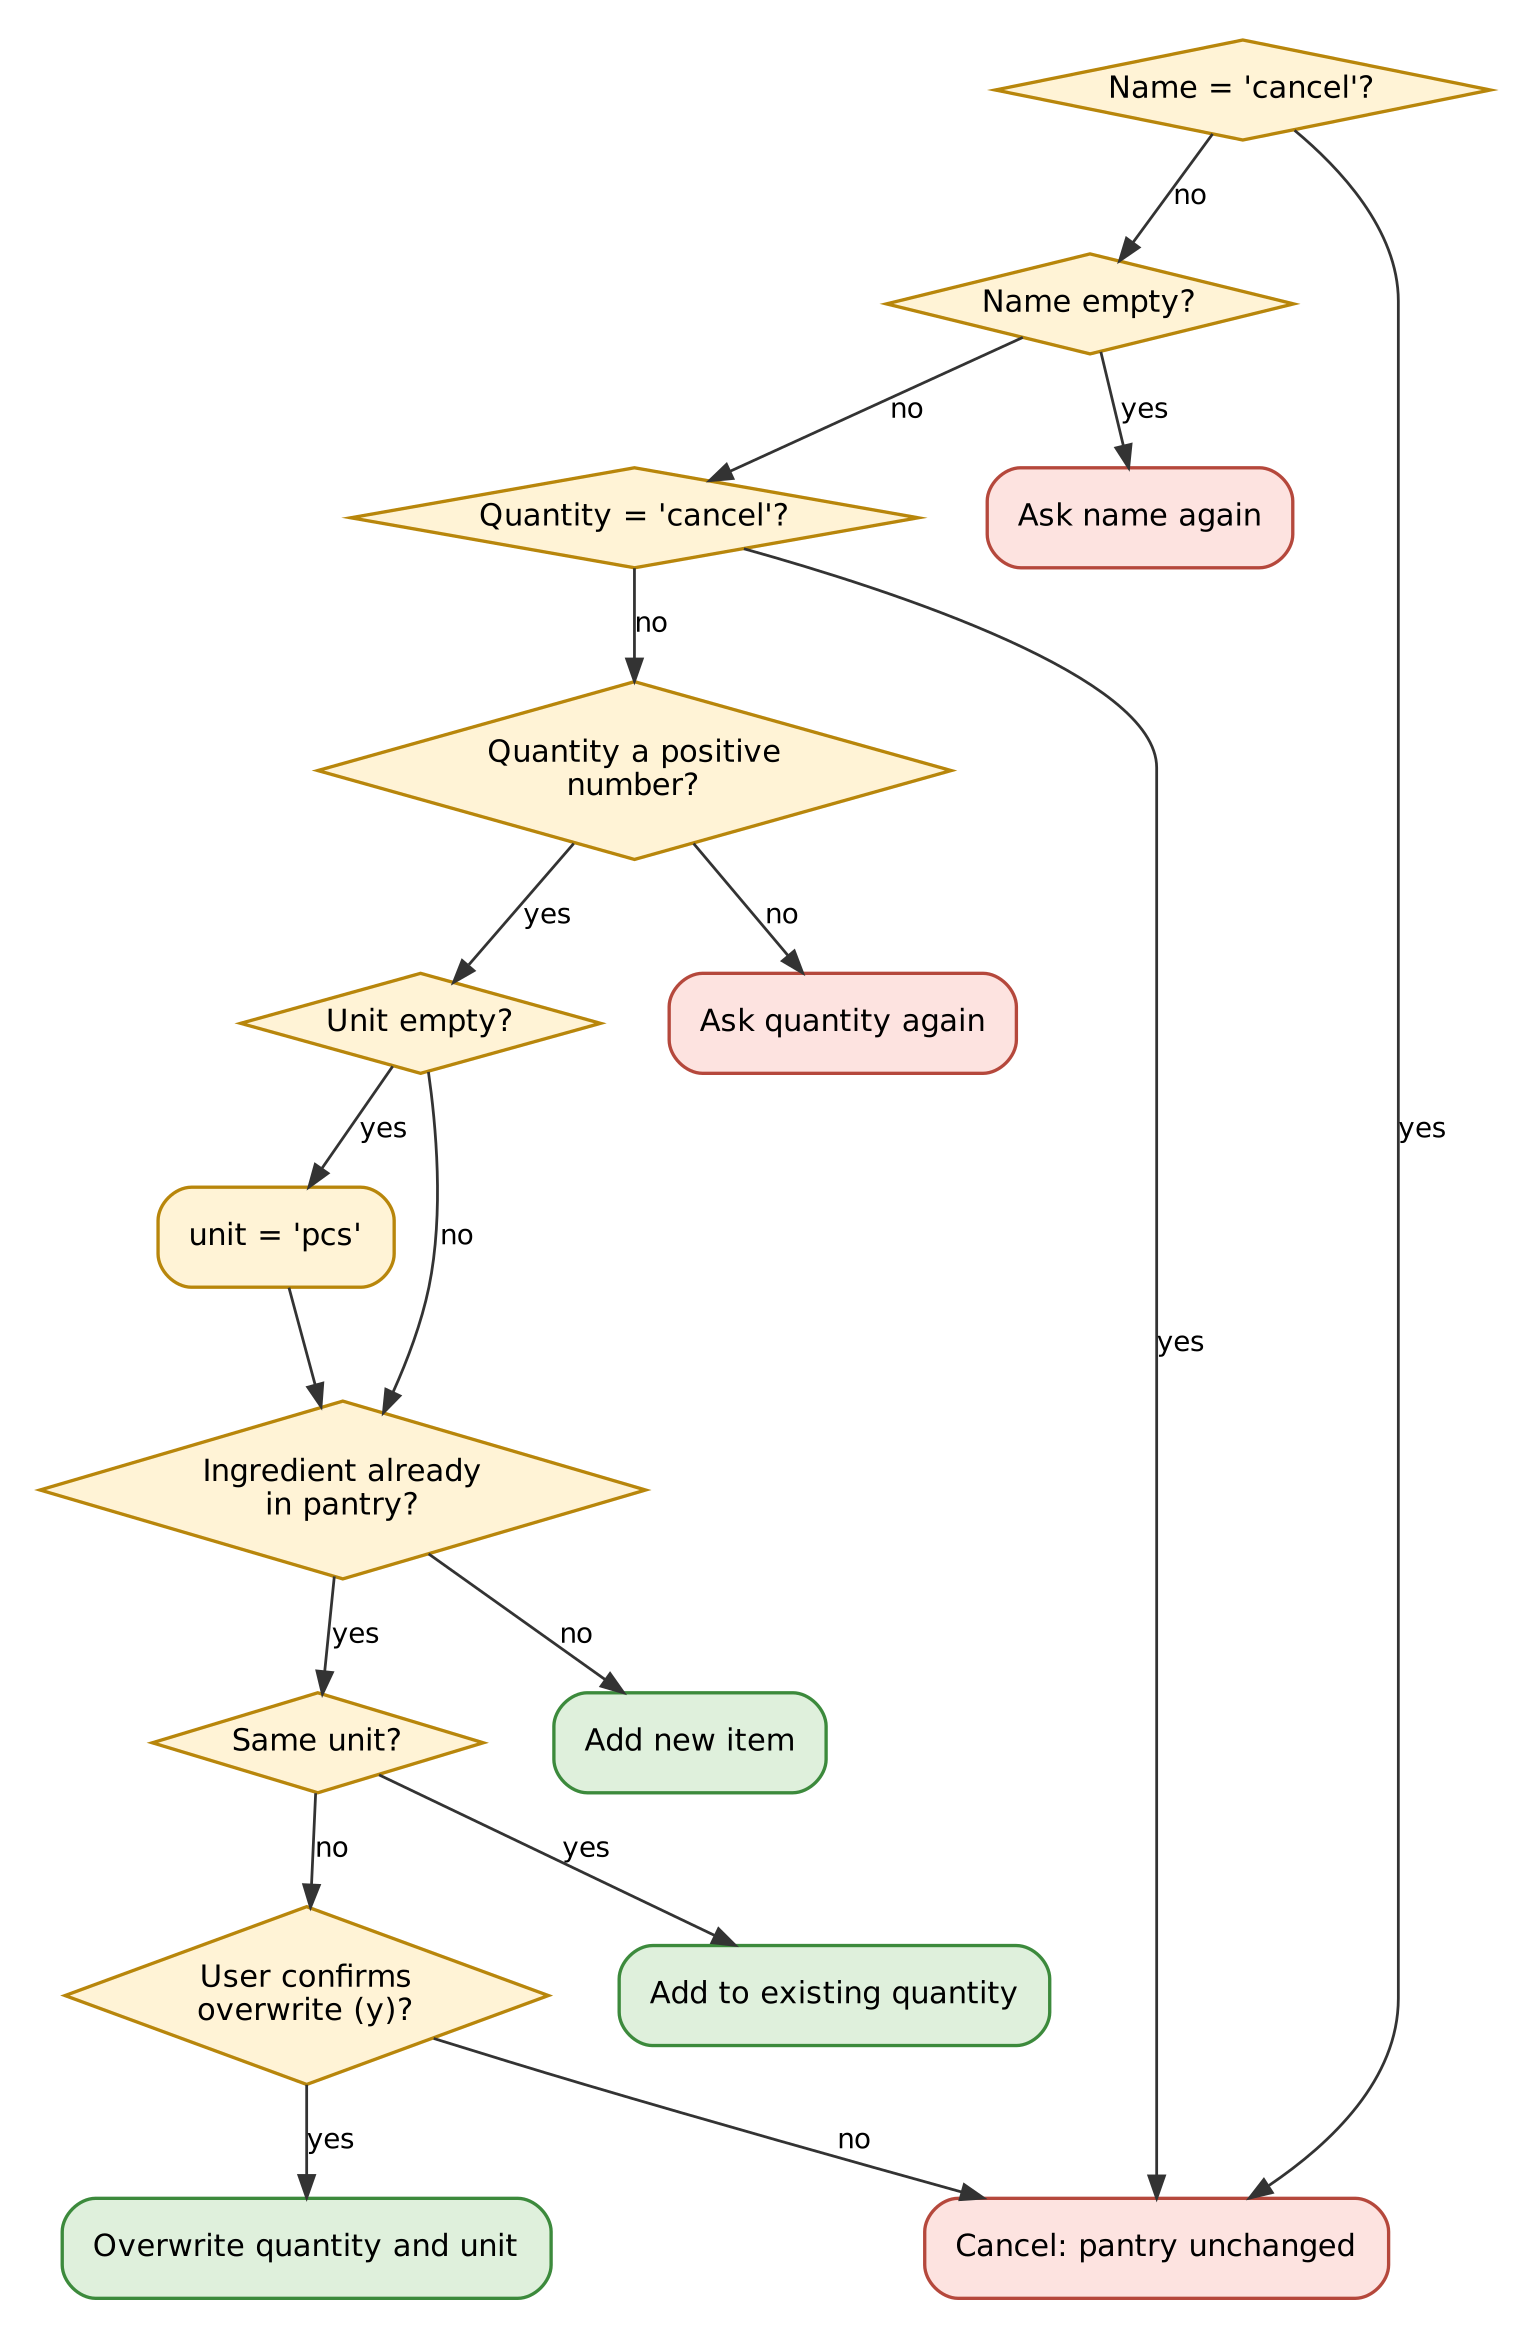 Name = 'cancel'?
no
Name empty?
no
yes
Quantity = 'cancel'?
Ask name again
no
Quantity a positive
number?
yes
no
Unit empty?
Ask quantity again
yes
yes
unit = 'pcs'
no
yes
Ingredient already
in pantry?
yes
no
Same unit?
Add new item
no
yes
User confirms
overwrite (y)?
Add to existing quantity
yes
no
Overwrite quantity and unit
Cancel: pantry unchanged